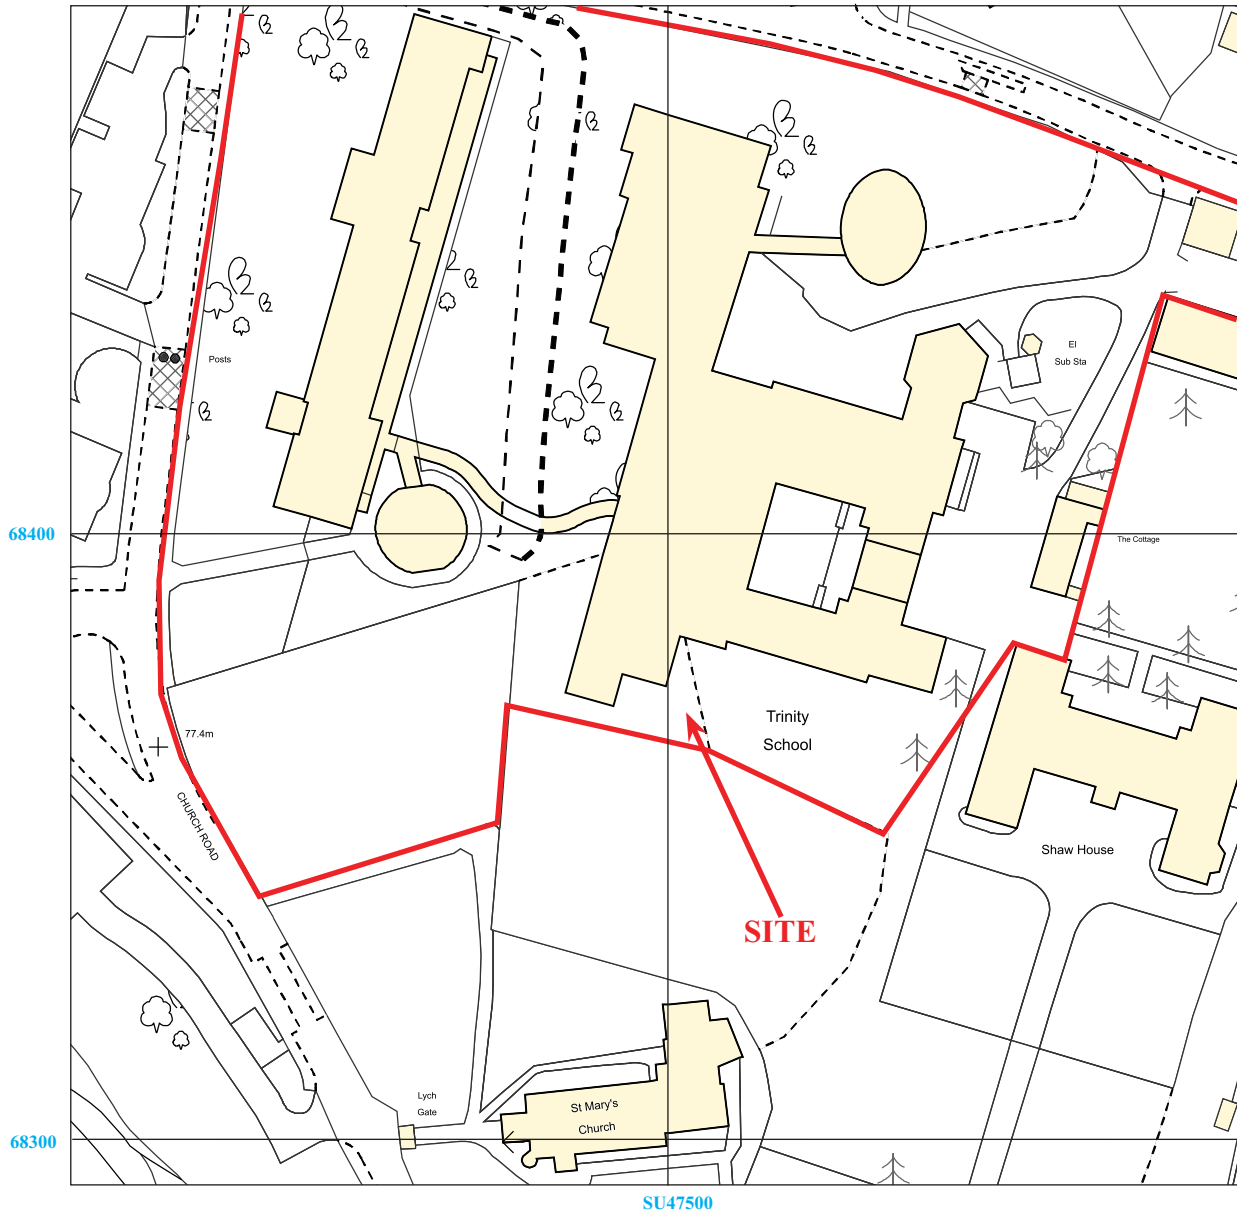 Posts
El
Sub Sta
68400
The Cottage
Trinity
School
77.4m
CHURCH ROAD
Shaw House
SITE
Lych
Gate
St Mary's
Church
68300
SU47500